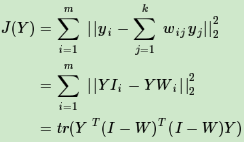 J(Y) = \sum_{i=1}^{m} ||y_i - \sum_{j=1}^{k} w_{ij} y_j||_2^2
= \sum_{i=1}^{m} ||YI_i - YW_i||_2^2
= tr(Y^T(I - W)^T(I - W)Y)